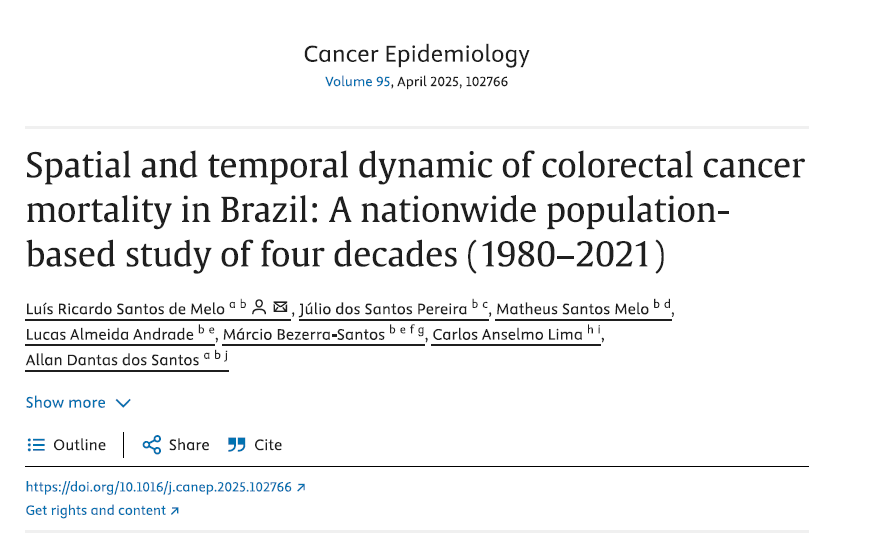 Cancer Epidemiology
Volume 95, April 2025, 102766
Spatial and temporal dynamic of colorectal cancer
mortality in Brazil: A nationwide population-
based study of four decades (1980–2021)
Luís Ricardo Santos de Melo a b, Júlio dos Santos Pereira b c, Matheus Santos Melo b d,
Lucas Almeida Andrade b e, Márcio Bezerra-Santos b e f g, Carlos Anselmo Lima h i,
Allan Dantas dos Santos a b j
Show more
Outline Share Cite
https://doi.org/10.1016/j.canep.2025.102766
Get rights and content